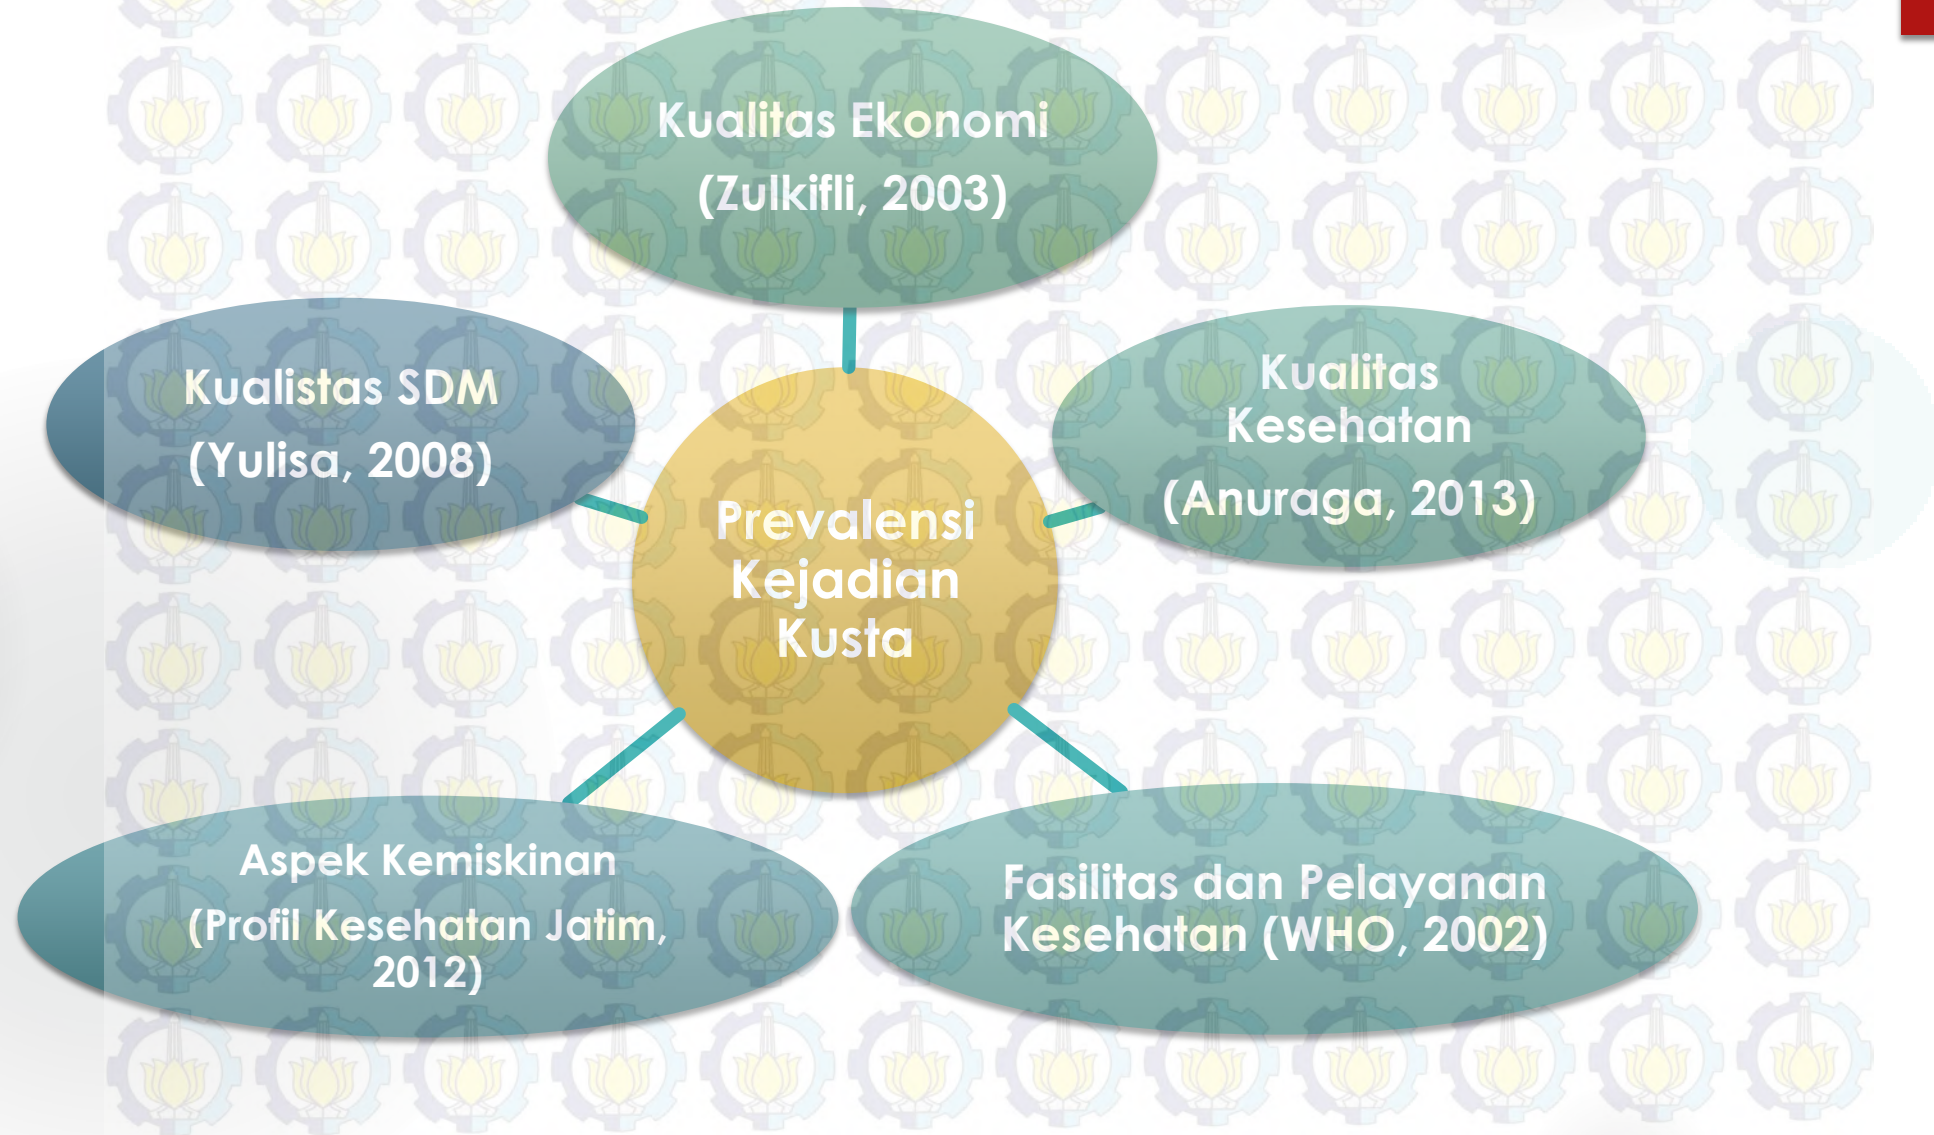 Kualitas Ekonomi
(Zulkifli, 2003)
Kualistas SDM
(Yulisa, 2008)
Kualitas
Kesehatan
(Anuraga, 2013)
Prevalensi
Kejadian
Kusta
Aspek Kemiskinan
(Profil Kesehatan Jatim,
2012)
Fasilitas dan Pelayanan
Kesehatan (WHO, 2002)